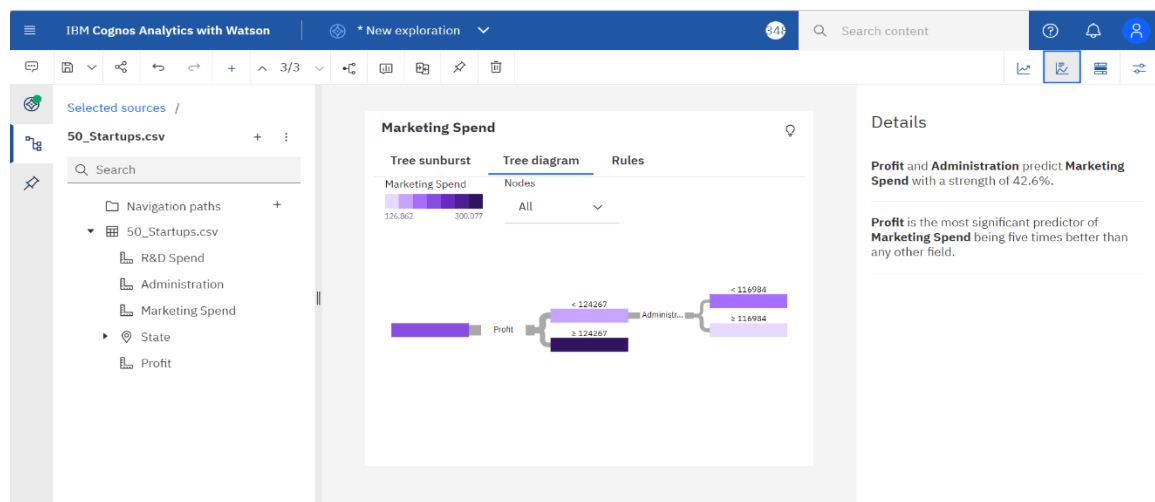 IBM Cognos Analytics with Watson
* New exploration
348
Search content
3/3
Selected sources /
50_Startups.csv
Search
Navigation paths
50_Startups.csv
R&D Spend
Administration
Marketing Spend
State
Profit
Marketing Spend
Tree sunburst Tree diagram Rules
Marketing Spend
126,862 300,077
Nodes
All
Profit
< 124267
≥ 124267
Administr...
< 116984
≥ 116984
Details
Profit and Administration predict Marketing
Spend with a strength of 42.6%.
Profit is the most significant predictor of
Marketing Spend being five times better than
any other field.